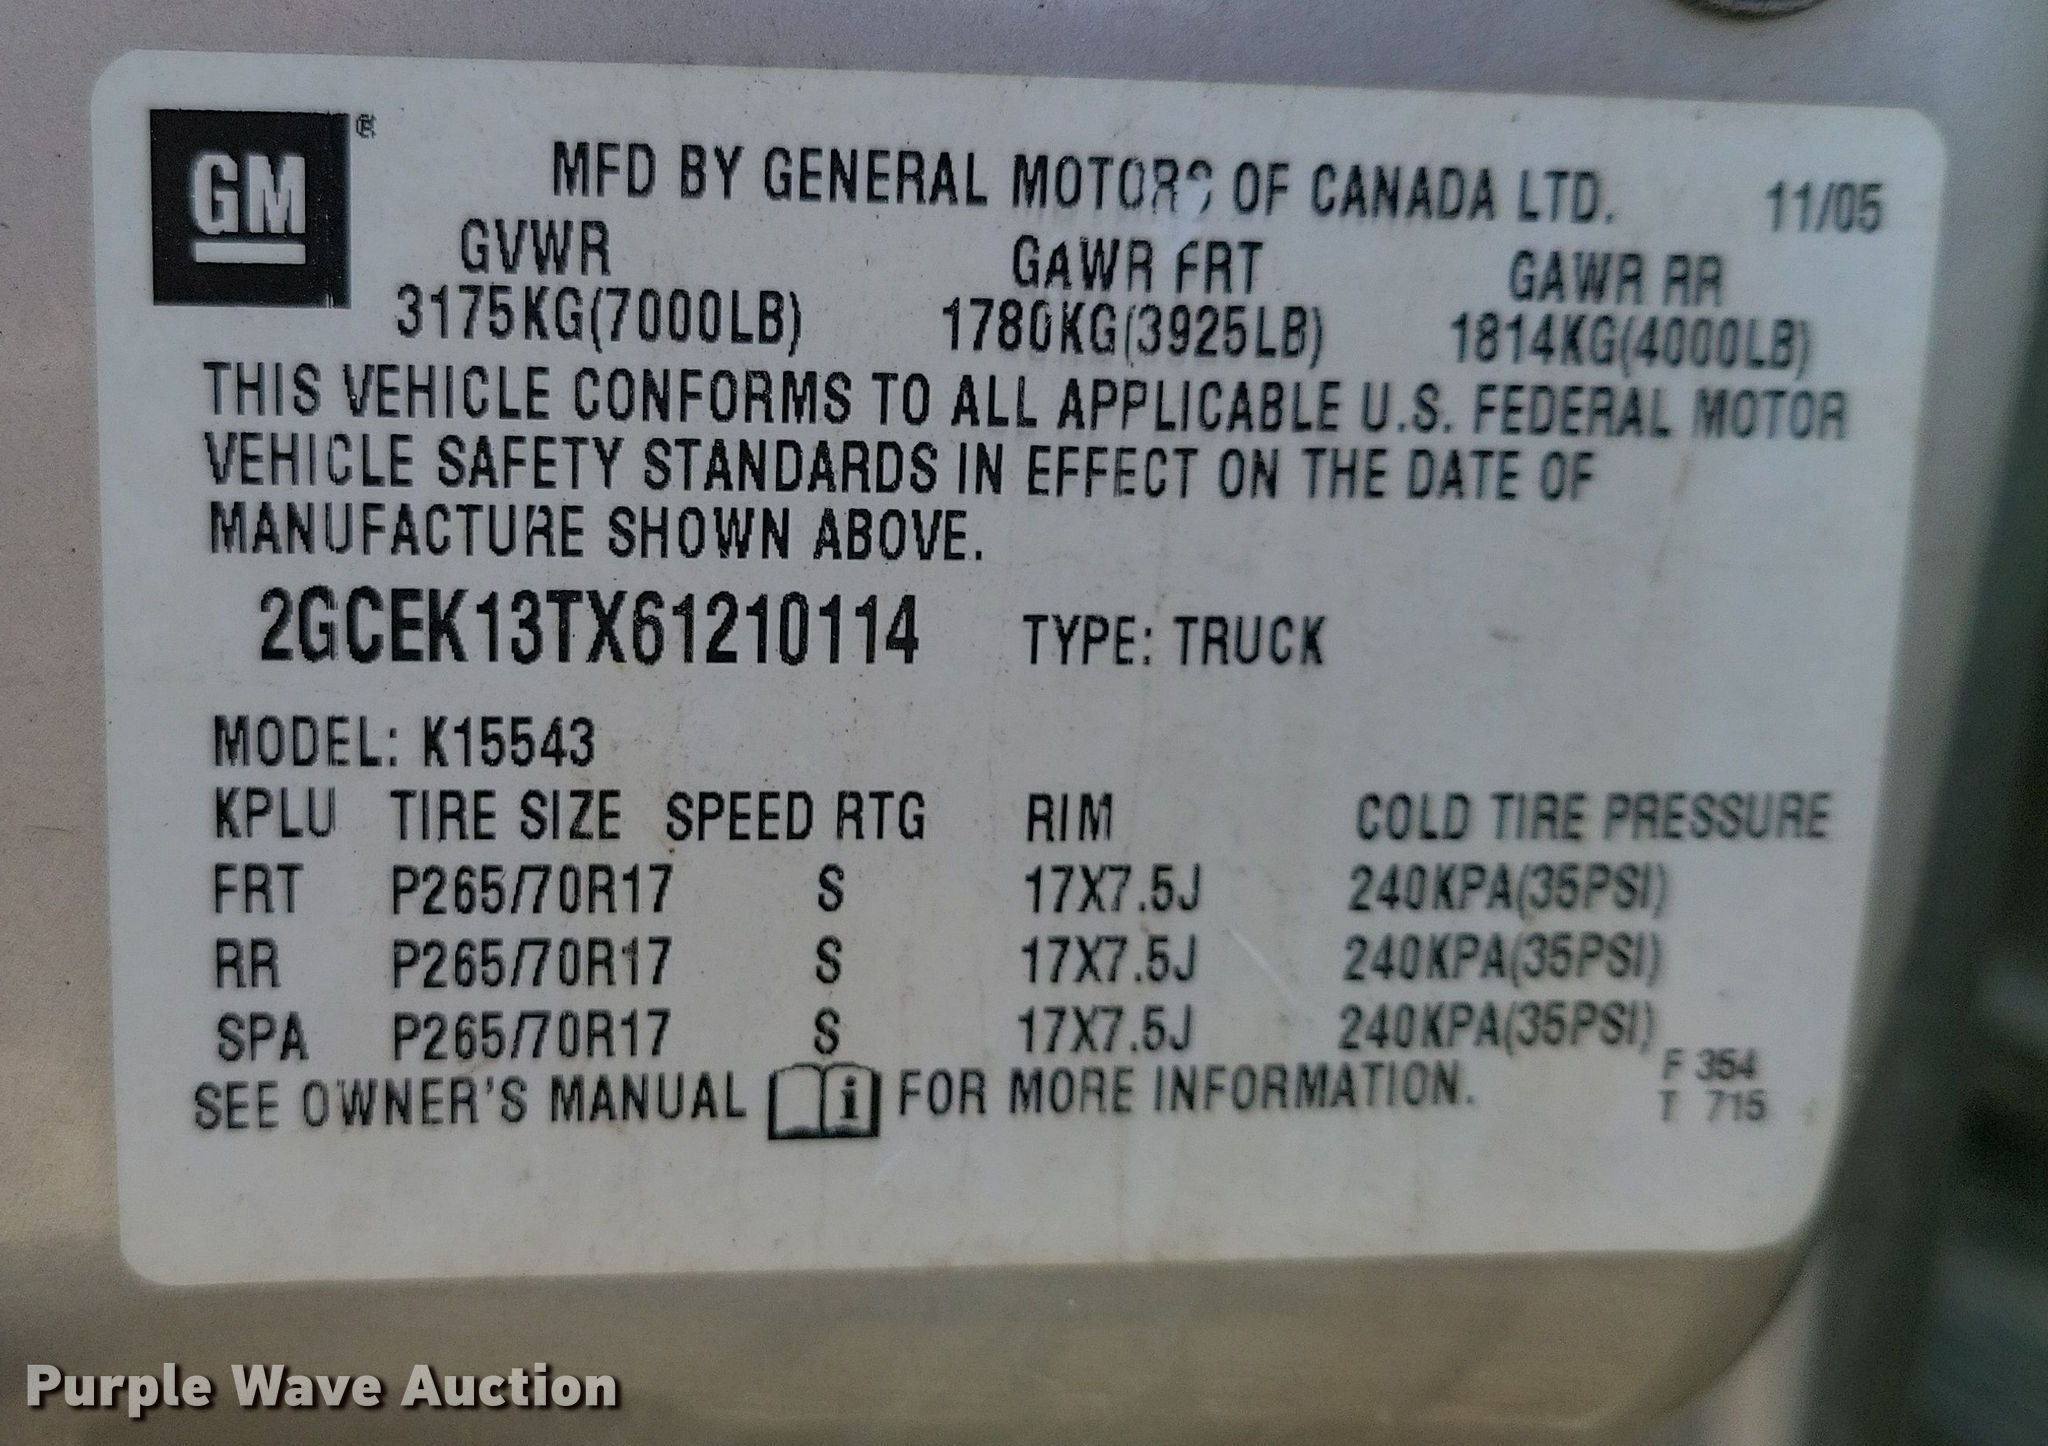 GM ®
MFD BY GENERAL MOTORS OF CANADA LTD. 11/05
GVWR GAWR FRT GAWR RR
3175KG(7000LB) 1780KG(3925LB) 1814KG(4000LB)
THIS VEHICLE CONFORMS TO ALL APPLICABLE U.S. FEDERAL MOTOR
VEHICLE SAFETY STANDARDS IN EFFECT ON THE DATE OF
MANUFACTURE SHOWN ABOVE.
2GCEK13TX61210114 TYPE: TRUCK
MODEL: K15543
KPLU TIRE SIZE SPEED RTG RIM COLD TIRE PRESSURE
FRT P265/70R17 S 17X7.5J 240KPA(35PSI)
RR P265/70R17 S 17X7.5J 240KPA(35PSI)
SPA P265/70R17 S 17X7.5J 240KPA(35PSI)
SEE OWNER'S MANUAL i FOR MORE INFORMATION.
F 354
T 715
Purple Wave Auction